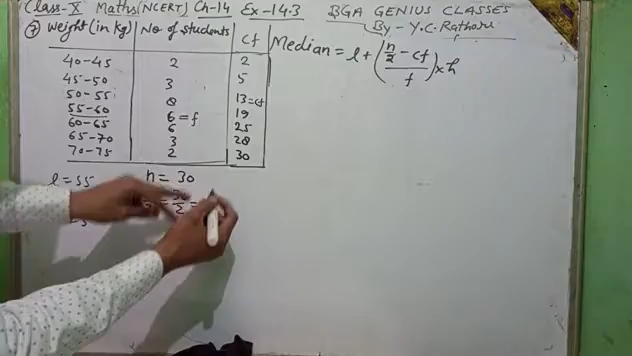 Class-X Maths(NCERT) Ch-14 Ex-14.3 BGA GENIUS CLASSES
By - Y.C.Rathore
⑦ Weight(in kg) No of students cf
Median = l + ((n/2 - cf)/f) × h
40-45 2 2
45-50 3 5
50-55 8 13=cf
55-60 6=f 19
60-65 6 25
65-70 3 28
70-75 2 30
l = 55 n = 30
= 30/2 =